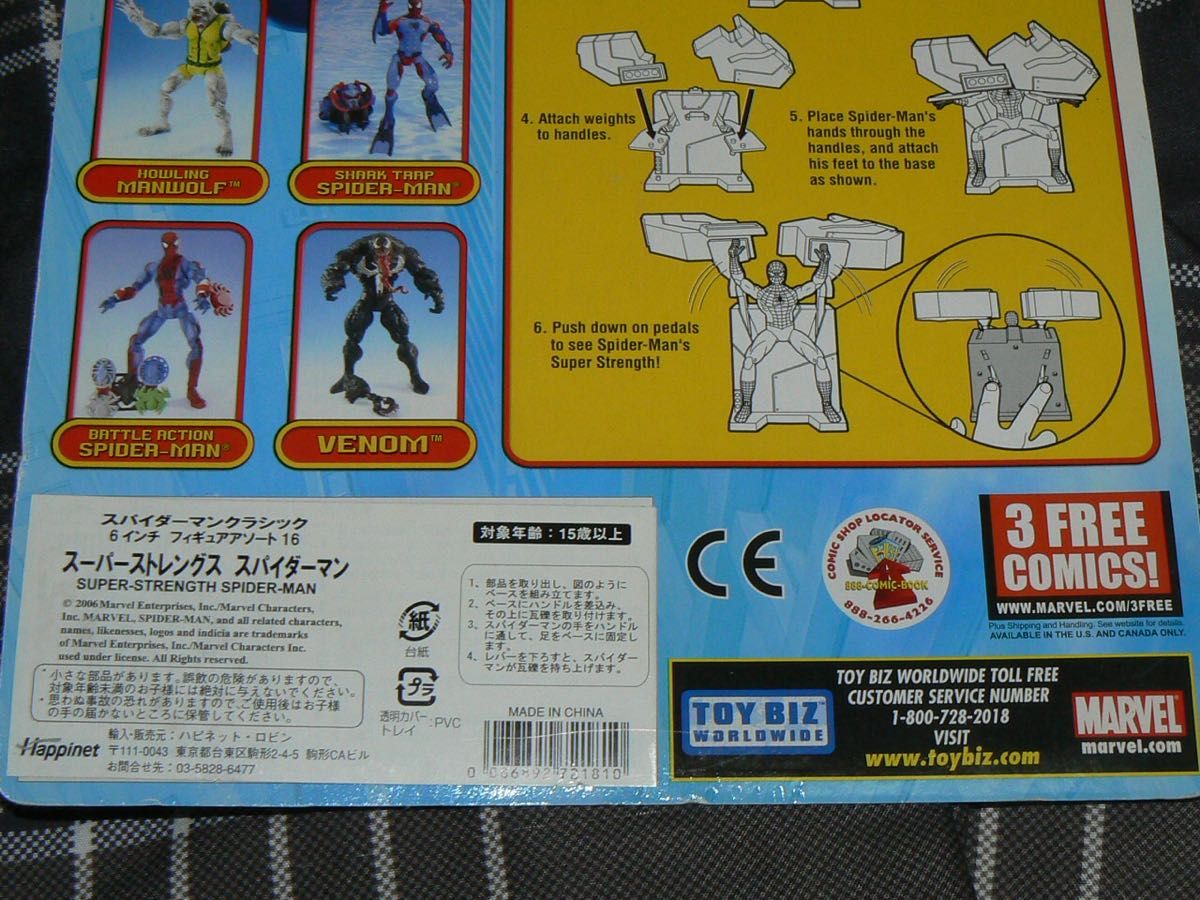 HOWLING
MANWOLF™
SHARK TRAP
SPIDER-MAN®
BATTLE ACTION
SPIDER-MAN®
VENOM™
4. Attach weights
to handles.
5. Place Spider-Man's
hands through the
handles, and attach
his feet to the base
as shown.
6. Push down on pedals
to see Spider-Man's
Super Strength!
スパイダーマンクラシック
6インチ フィギュアアソート16
スーパーストレングス スパイダーマン
SUPER-STRENGTH SPIDER-MAN
© 2006 Marvel Enterprises, Inc./Marvel Characters,
Inc. MARVEL, SPIDER-MAN, and all related characters,
names, likenesses, logos and indicia are trademarks
of Marvel Enterprises, Inc./Marvel Characters Inc.
used under license. All Rights reserved.
・小さな部品があります。誤飲の危険がありますので、
対象年齢未満のお子様には絶対に与えないでください。
・思わぬ事故の恐れがありますので、ご使用後はお子様
の手の届かないところに保管してください。
Happinet
輸入・販売元：ハピネット・ロビン
〒111-0043 東京都台東区駒形2-4-5 駒形CAビル
お問合せ先：03-5828-6477
対象年齢：15歳以上
1、部品を取り出し、図のように
ベースを組み立てます。
2、ベースにハンドルを差込み、
その上に瓦礫を取り付けます。
3、スパイダーマンの手をハンドル
に通して、足をベースに固定し
ます。
4、レバーを下ろすと、スパイダー
マンが瓦礫を持ち上げます。
紙
台紙
プラ
透明カバー
トレイ
:PVC
MADE IN CHINA
CE
COMIC SHOP LOCATOR SERVICE
888-COMIC-BOOK
888-266-4226
3 FREE
COMICS!
WWW.MARVEL.COM/3FREE
Plus Shipping and Handling. See website for details.
AVAILABLE IN THE U.S. AND CANADA ONLY.
TOY BIZ
WORLDWIDE
TOY BIZ WORLDWIDE TOLL FREE
CUSTOMER SERVICE NUMBER
1-800-728-2018
VISIT
www.toybiz.com
MARVEL
marvel.com